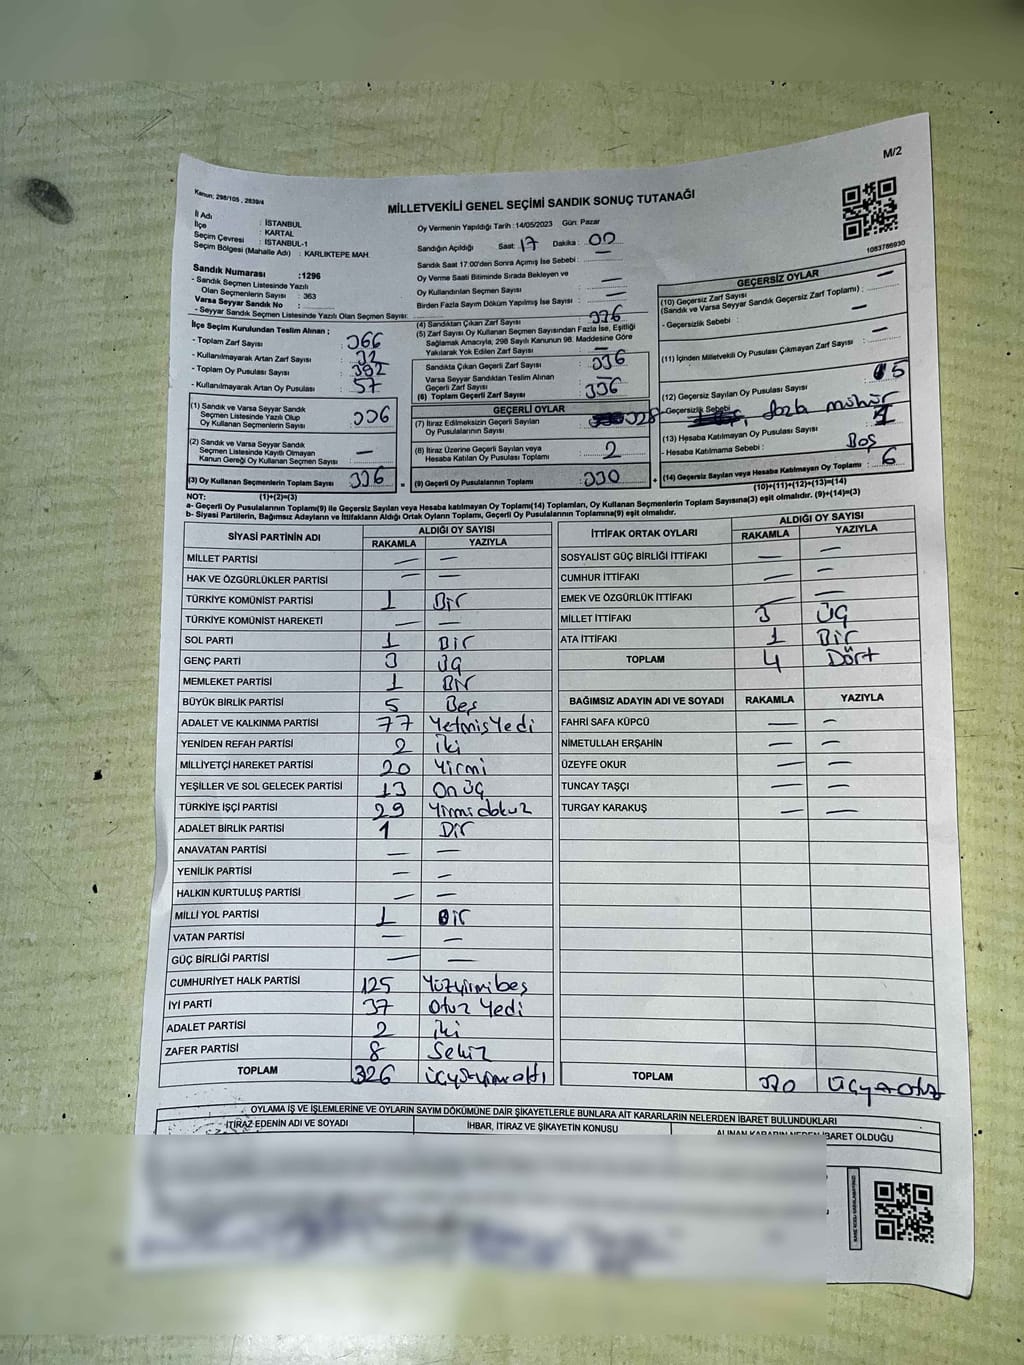 M/2
Kanun; 298/105 , 2839/4
MİLLETVEKİLİ GENEL SEÇİMİ SANDIK SONUÇ TUTANAĞI
1053766930
İl Adı : İSTANBUL
İlçe : KARTAL
Seçim Çevresi : İSTANBUL-1
Seçim Bölgesi (Mahalle Adı) : KARLIKTEPE MAH.
Sandık Numarası :1296
- Sandık Seçmen Listesinde Yazılı
Olan Seçmenlerin Sayısı : 363
Varsa Seyyar Sandık No :
- Seyyar Seçmen Listesinde Yazılı Olan Seçmen Sayısı:
Oy Vermenin Yapıldığı Tarih :14/05/2023 Gün: Pazar
Sandığın Açıldığı Saat: 17 Dakika : 00
Sandık Saat 17.00'den Sonra Açımış İse Sebebi :
Oy Verme Saati Bitiminde Sırada Bekleyen ve
Oy Kullandırılan Seçmen Sayısı : —
Birden Fazla Sayım Döküm Yapılmış İse Sayısı : —
İlçe Seçim Kurulundan Teslim Alınan ;
- Toplam Zarf Sayısı : 366
- Kullanılmayarak Artan Zarf Sayısı :
- Toplam Oy Pusulası Sayısı :
- Kullanılmayarak Artan Oy Pusulası : 57
(1) Sandık ve Varsa Seyyar Sandık
Seçmen Listesinde Yazılı Olup
Oy Kullanan Seçmenlerin Sayısı : 336
(2) Sandık ve Varsa Seyyar Sandık
Seçmen Listesinde Kayıtlı Olmayan
Kanun Gereği Oy Kullanan Seçmen Sayısı : —
(3) Oy Kullanan Seçmenlerin Toplam Sayısı : 336
(4) Sandıktan Çıkan Zarf Sayısı : 336
(5) Zarf Sayısı Oy Kullanan Seçmen Sayısından Fazla İse, Eşitliği
Sağlamak Amacıyla, 298 Sayılı Kanunun 98. Maddesine Göre
Yakılarak Yok Edilen Zarf Sayısı : —
Sandıkta Çıkan Geçerli Zarf Sayısı : 336
Varsa Seyyar Sandıktan Teslim Alınan
Geçerli Zarf Sayısı :
(6) Toplam Geçerli Zarf Sayısı : 336
GEÇERLİ OYLAR
(7) İtiraz Edilmeksizin Geçerli Sayılan
Oy Pusulalarının Sayısı : 328
(8) İtiraz Üzerine Geçerli Sayılan veya
Hesaba Katılan Oy Pusulaları Toplamı : 2
(9) Geçerli Oy Pusulalarının Toplamı : 330
GEÇERSİZ OYLAR
(10) Geçersiz Zarf Sayısı : —
(Sandık ve Varsa Seyyar Sandık Geçersiz Zarf Toplamı) :
- Geçersizlik Sebebi : —
(11) İçinden Milletvekili Oy Pusulası Çıkmayan Zarf Sayısı : —
(12) Geçersiz Sayılan Oy Pusulası Sayısı : 5
- Geçersizlik Sebebi : fazla mühür
(13) Hesaba Katılmayan Oy Pusulası Sayısı : 1
- Hesaba Katılmama Sebebi : Boş
(14) Geçersiz Sayılan veya Hesaba Katılmayan Oy Toplamı : 6
(10)+(11)+(12)+(13)=(14)
NOT: (1)+(2)=(3)
a- Geçerli Oy Pusulalarının Toplamı(9) ile Geçersiz Sayılan veya Hesaba katılmayan Oy Toplamı(14) Toplamları, Oy Kullanan Seçmenlerin Toplam Sayısına(3) eşit olmalıdır. (9)+(14)=(3)
b- Siyasi Partilerin, Bağımsız Adayların ve İttifakların Aldığı Oyların Toplamı, Geçerli Oy Pusulalarının Toplamına(9) eşit olmalıdır.
SİYASİ PARTİNİN ADI ALDIĞI OY SAYISI
RAKAMLA YAZIYLA
MİLLET PARTİSİ — —
HAK VE ÖZGÜRLÜKLER PARTİSİ — —
TÜRKİYE KOMÜNİST PARTİSİ 1 Bir
TÜRKİYE KOMÜNİST HAREKETİ — —
SOL PARTİ 1 Bir
GENÇ PARTİ 3 Üç
MEMLEKET PARTİSİ 1 Bir
BÜYÜK BİRLİK PARTİSİ 5 Beş
ADALET VE KALKINMA PARTİSİ 77 Yetmiş Yedi
YENİDEN REFAH PARTİSİ 2 iki
MİLLİYETÇİ HAREKET PARTİSİ 20 Yirmi
YEŞİLLER VE SOL GELECEK PARTİSİ 13 On üç
TÜRKİYE İŞÇİ PARTİSİ 29 Yirmi dokuz
ADALET BİRLİK PARTİSİ 1 Bir
ANAVATAN PARTİSİ — —
YENİLİK PARTİSİ — —
HALKIN KURTULUŞ PARTİSİ — —
MİLLİ YOL PARTİSİ 1 Bir
VATAN PARTİSİ — —
GÜÇ BİRLİĞİ PARTİSİ — —
CUMHURİYET HALK PARTİSİ 125 Yüzyirmibeş
İYİ PARTİ 37 Otuz Yedi
ADALET PARTİSİ 2 iki
ZAFER PARTİSİ 8 Sekiz
TOPLAM 326 üçyüzyirmialtı
İTTİFAK ORTAK OYLARI ALDIĞI OY SAYISI
RAKAMLA YAZIYLA
SOSYALİST GÜÇ BİRLİĞİ İTTİFAKI — —
CUMHUR İTTİFAKI — —
EMEK VE ÖZGÜRLÜK İTTİFAKI — —
MİLLET İTTİFAKI 3 Üç
ATA İTTİFAKI 1 Bir
TOPLAM 4 Dört
BAĞIMSIZ ADAYIN ADI VE SOYADI RAKAMLA YAZIYLA
FAHRİ SAFA KÜPCÜ — —
NİMETULLAH ERŞAHİN — —
ÜZEYFE OKUR — —
TUNCAY TAŞÇI — —
TURGAY KARAKUŞ — —
TOPLAM 330 üçyüzotuz
OYLAMA İŞ VE İŞLEMLERİNE VE OYLARIN SAYIM DÖKÜMÜNE DAİR ŞİKAYETLERLE BUNLARA AİT KARARLARIN NELERDEN İBARET BULUNDUKLARI
İTİRAZ EDENİN ADI VE SOYADI İHBAR, İTİRAZ VE ŞİKAYETİN KONUSU ALINAN KARARIN NEDEN İBARET OLDUĞU